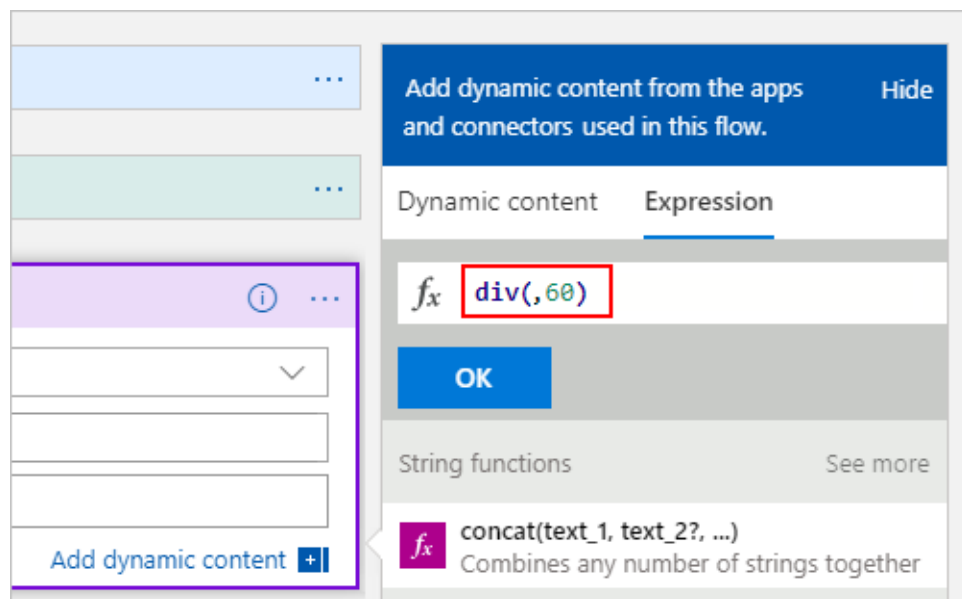 Add dynamic content from the apps
and connectors used in this flow.
Hide
Dynamic content
Expression
fx
div(,60)
OK
String functions
See more
fx
concat(text_1, text_2?, ...)
Combines any number of strings together
Add dynamic content